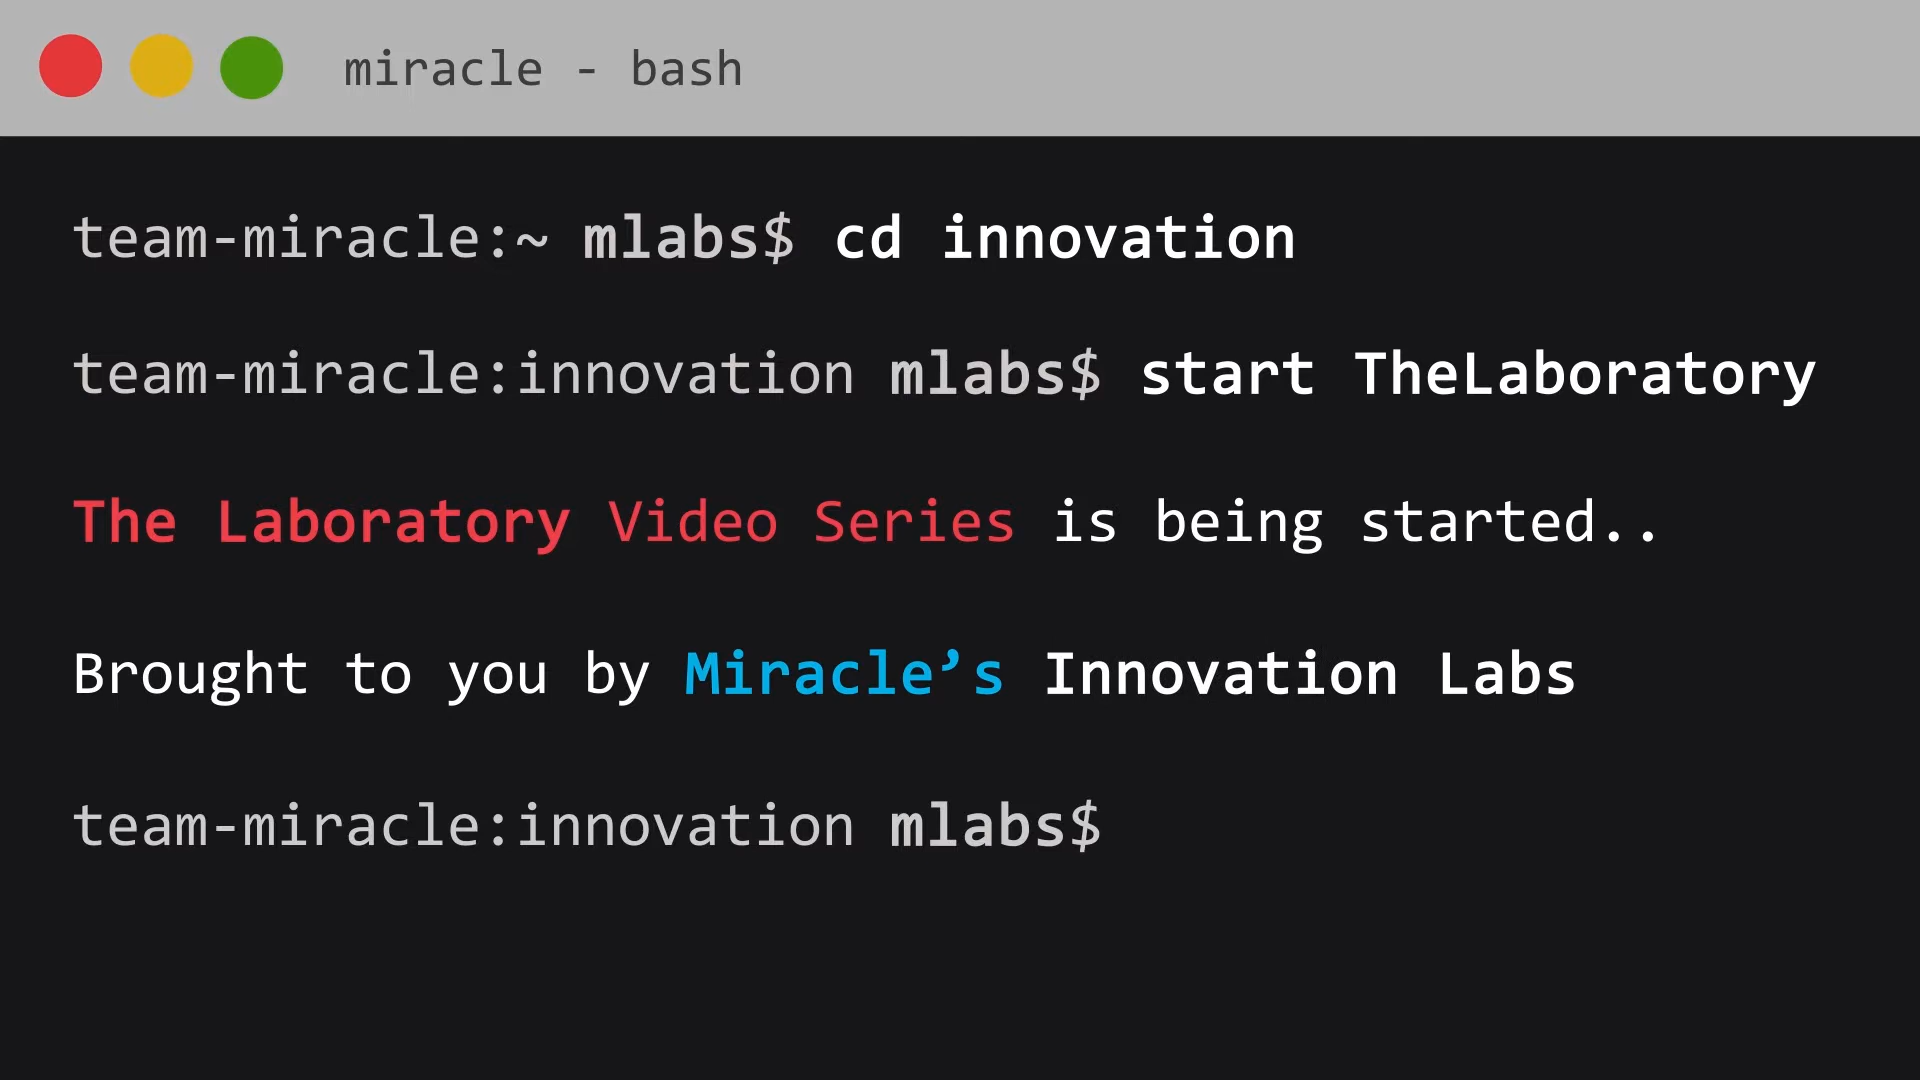 miracle - bash
team-miracle:~ mlabs$ cd innovation
team-miracle:innovation mlabs$ start TheLaboratory
The Laboratory Video Series is being started..
Brought to you by Miracle’s Innovation Labs
team-miracle:innovation mlabs$